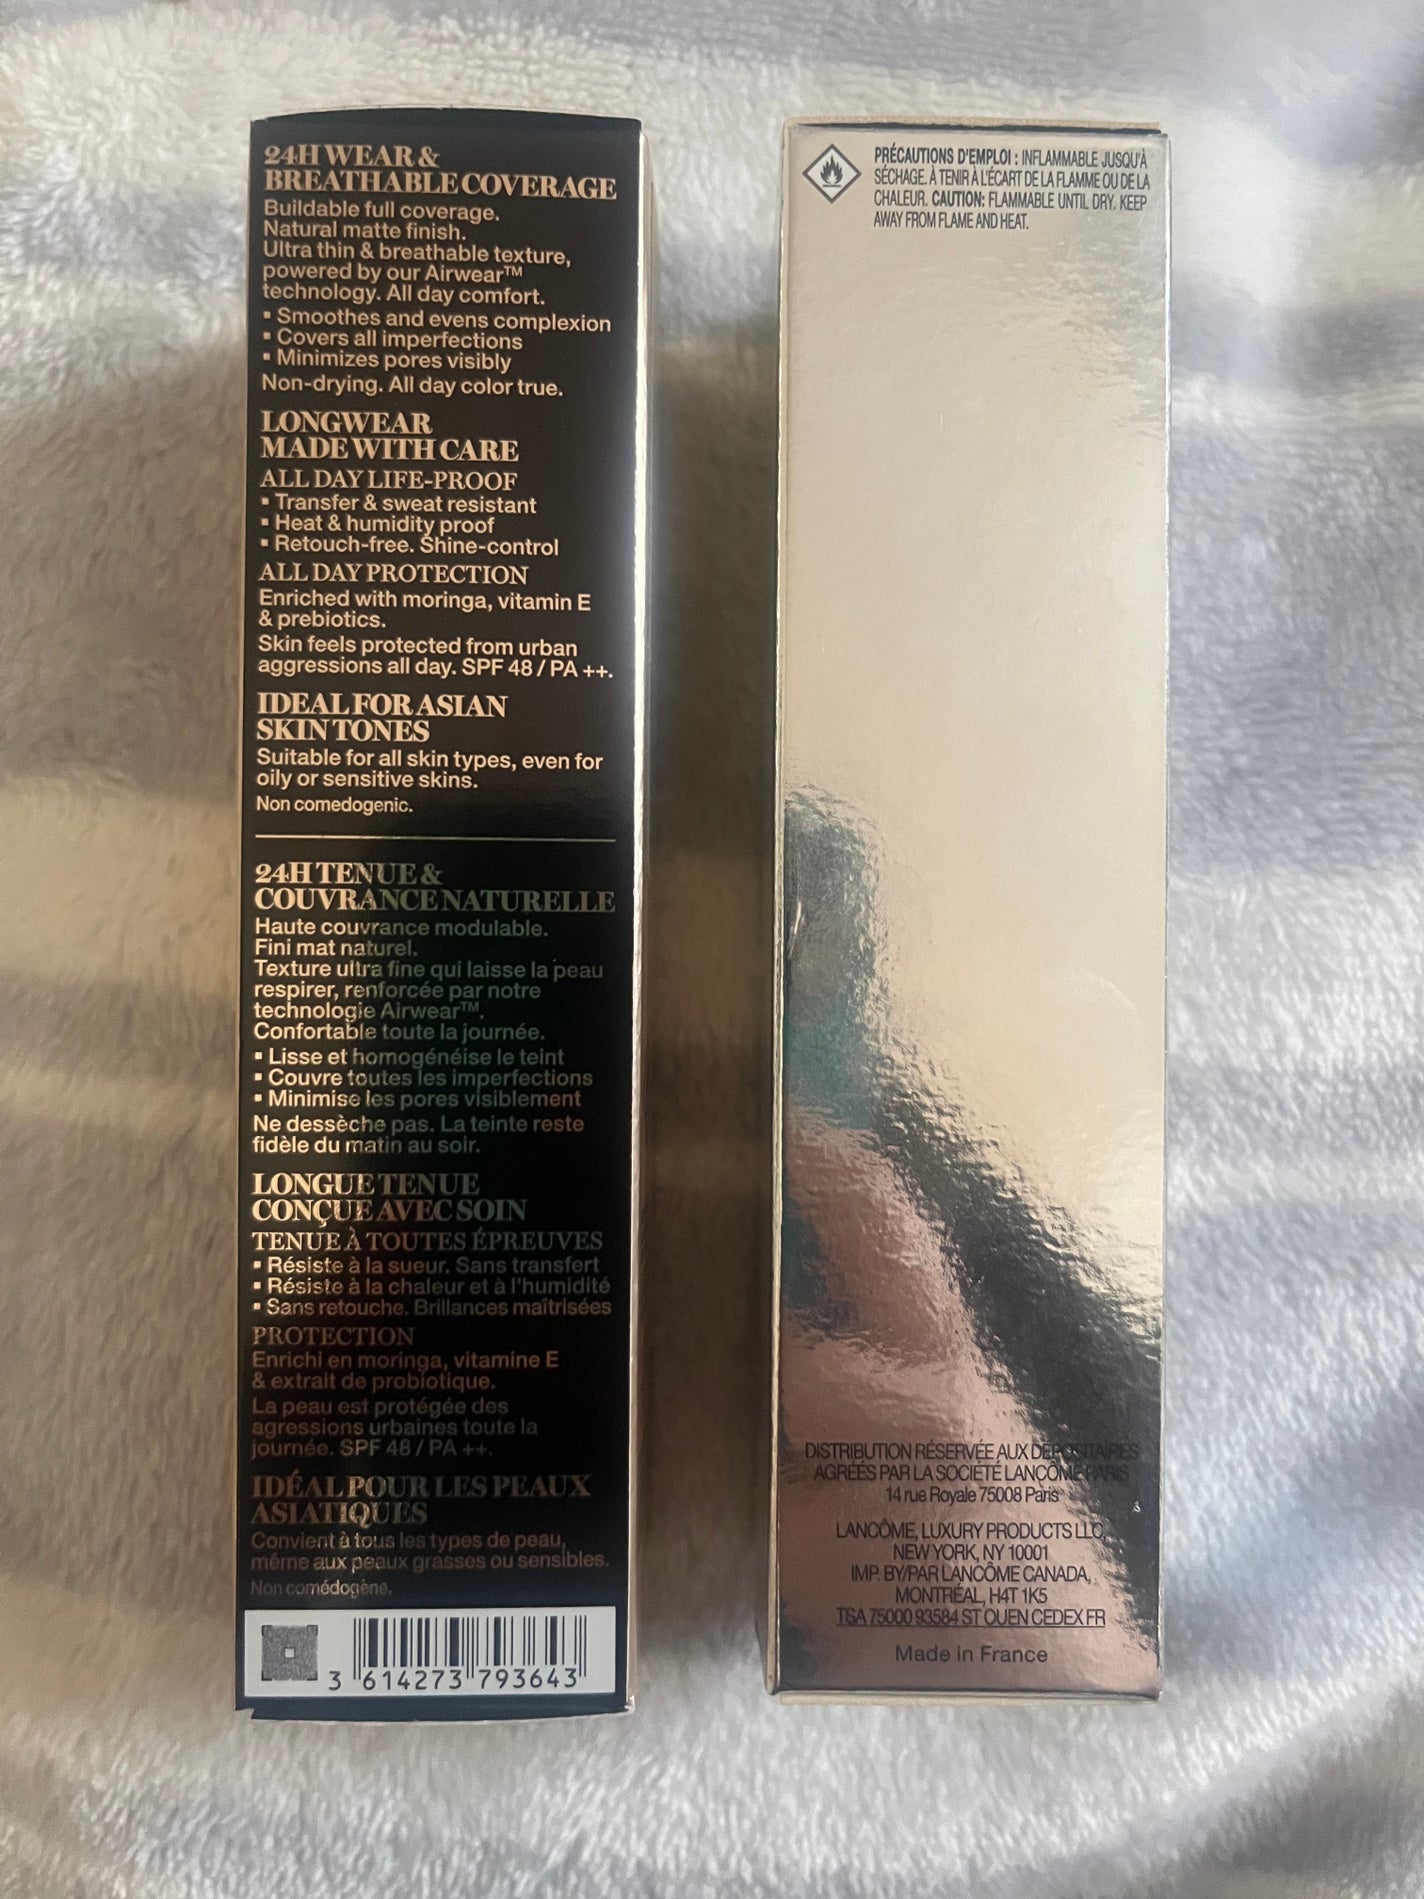 24H WEAR &
BREATHABLE COVERAGE
Buildable full coverage.
Natural matte finish.
Ultra thin & breathable texture,
powered by our Airwear™
technology. All day comfort.
▪ Smoothes and evens complexion
▪ Covers all imperfections
▪ Minimizes pores visibly
Non-drying. All day color true.
LONGWEAR
MADE WITH CARE
ALL DAY LIFE-PROOF
▪ Transfer & sweat resistant
▪ Heat & humidity proof
▪ Retouch-free. Shine-control
ALL DAY PROTECTION
Enriched with moringa, vitamin E
& prebiotics.
Skin feels protected from urban
aggressions all day. SPF 48 / PA ++.
IDEAL FOR ASIAN
SKIN TONES
Suitable for all skin types, even for
oily or sensitive skins.
Non comedogenic.
24H TENUE &
COUVRANCE NATURELLE
Haute couvrance modulable.
Fini mat naturel.
Texture ultra fine qui laisse la peau
respirer, renforcée par notre
technologie Airwear™.
Confortable toute la journée.
▪ Lisse et homogénéise le teint
▪ Couvre toutes les imperfections
▪ Minimise les pores visiblement
Ne dessèche pas. La teinte reste
fidèle du matin au soir.
LONGUE TENUE
CONÇUE AVEC SOIN
TENUE À TOUTES ÉPREUVES
▪ Résiste à la sueur. Sans transfert
▪ Résiste à la chaleur et à l'humidité
▪ Sans retouche. Brillances maîtrisées
PROTECTION
Enrichi en moringa, vitamine E
& extrait de probiotique.
La peau est protégée des
agressions urbaines toute la
journée. SPF 48 / PA ++.
IDÉAL POUR LES PEAUX
ASIATIQUES
Convient à tous les types de peau,
même aux peaux grasses ou sensibles.
Non comédogène.
3 614273 793643
PRÉCAUTIONS D'EMPLOI : INFLAMMABLE JUSQU'À
SÉCHAGE. À TENIR À L'ÉCART DE LA FLAMME OU DE LA
CHALEUR. CAUTION: FLAMMABLE UNTIL DRY. KEEP
AWAY FROM FLAME AND HEAT.
DISTRIBUTION RÉSERVÉE AUX DÉPOSITAIRES
AGRÉÉS PAR LA SOCIÉTÉ LANCÔME PARIS
14 rue Royale 75008 Paris
LANCÔME, LUXURY PRODUCTS LLC,
NEW YORK, NY 10001
IMP. BY/PAR LANCÔME CANADA,
MONTRÉAL, H4T 1K5
TSA 75000 93584 ST OUEN CEDEX FR
Made in France